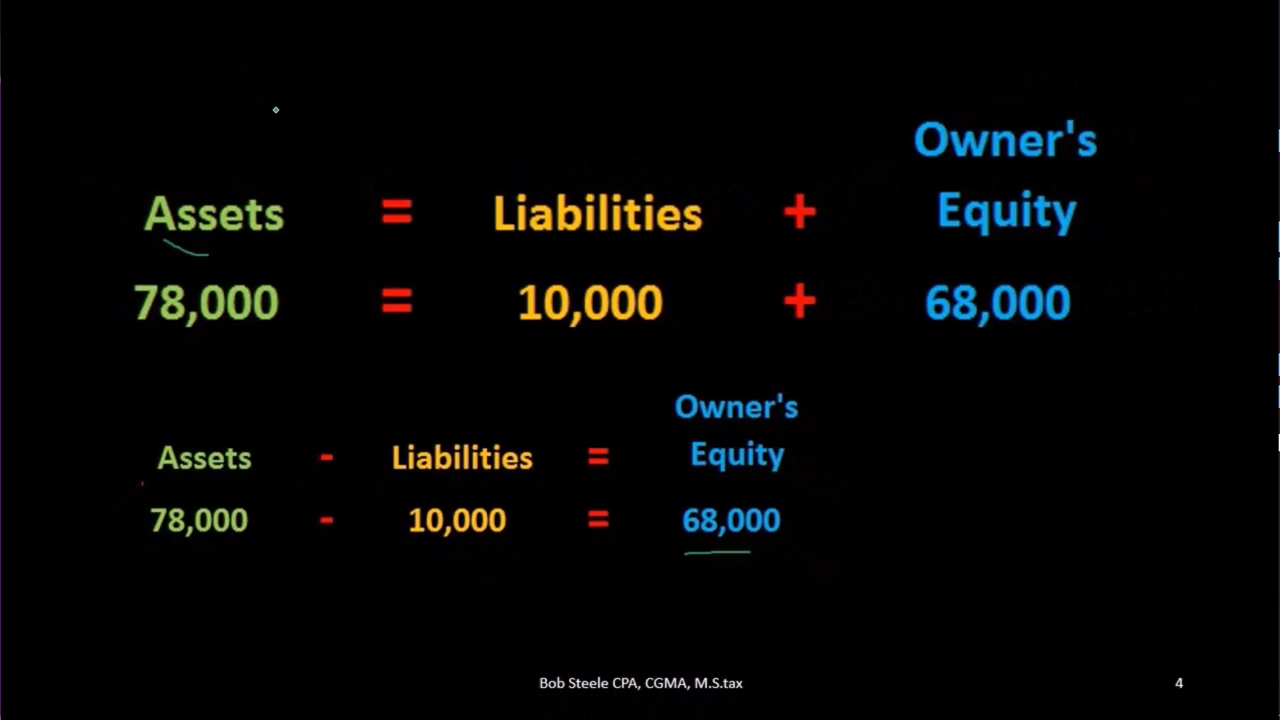 Owner's
Assets = Liabilities + Equity
78,000 = 10,000 + 68,000
Owner's
Assets - Liabilities = Equity
78,000 - 10,000 = 68,000
Bob Steele CPA, CGMA, M.S.tax 4